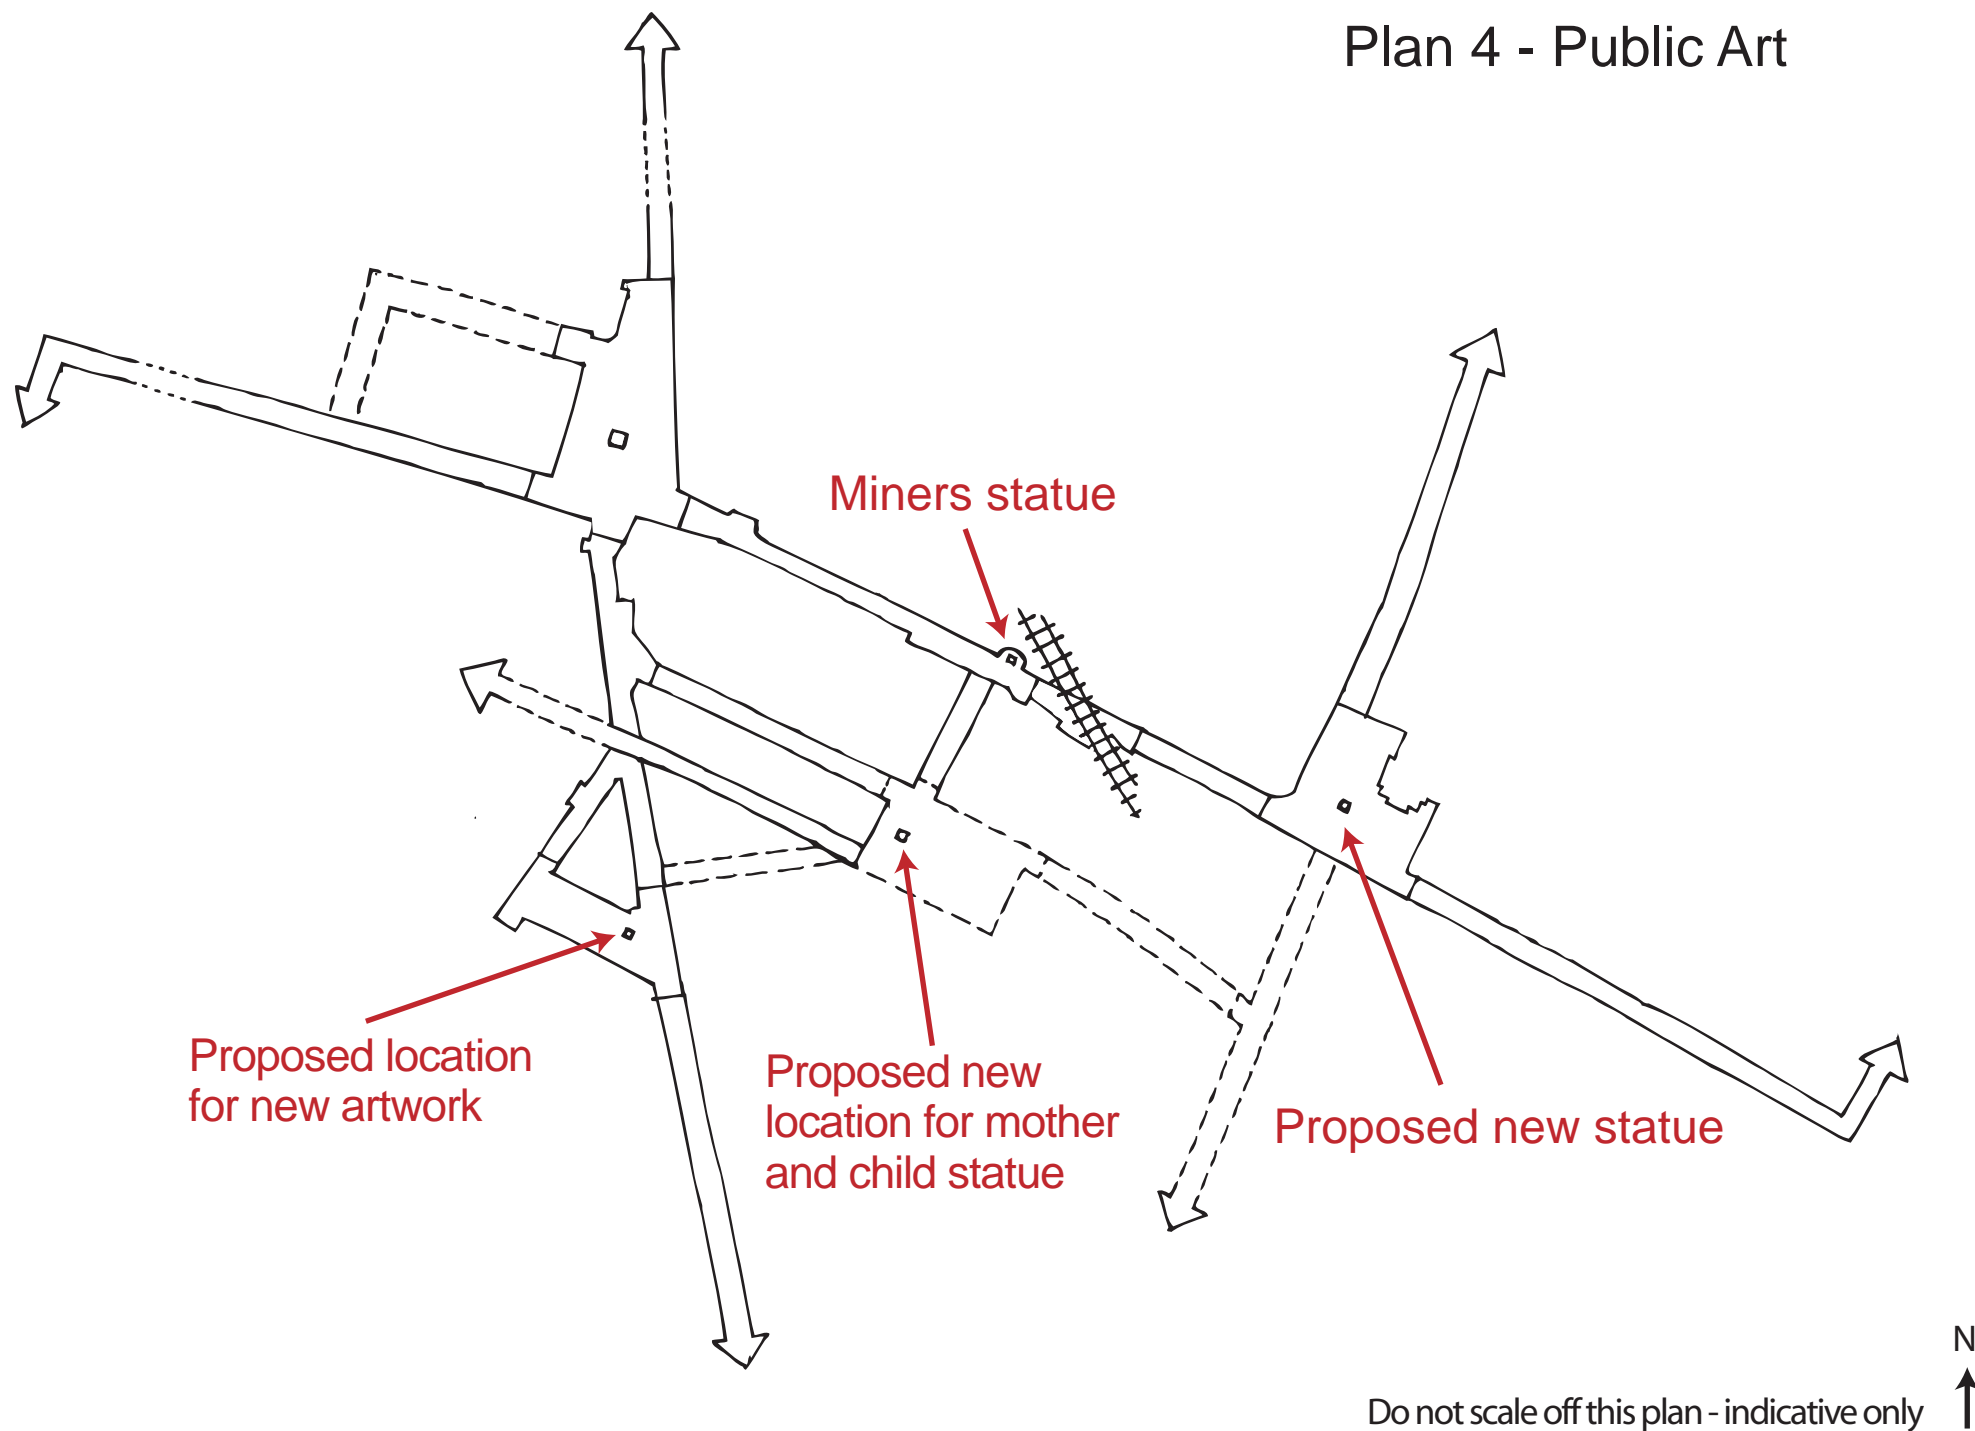 Plan 4 - Public Art
Miners statue
Proposed location
for new artwork
Proposed new
location for mother
and child statue
Proposed new statue
N
Do not scale off this plan - indicative only